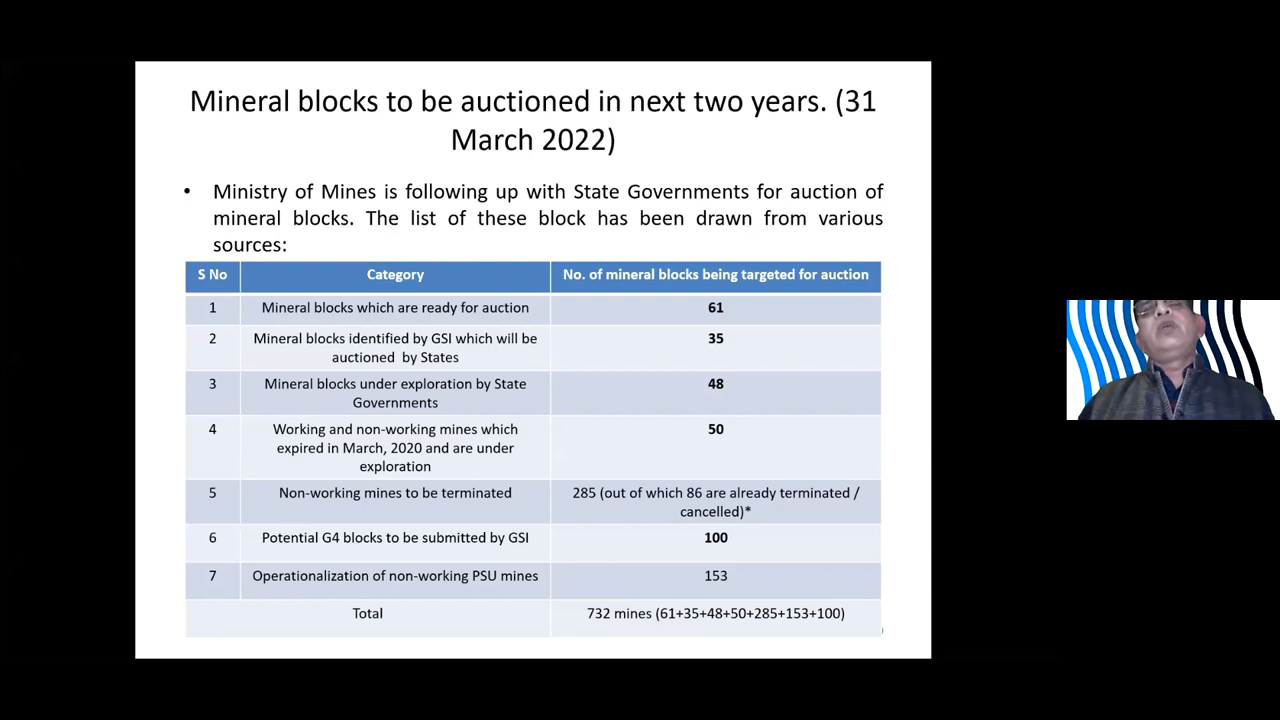 Mineral blocks to be auctioned in next two years. (31
March 2022)
• Ministry of Mines is following up with State Governments for auction of
mineral blocks. The list of these block has been drawn from various
sources:
S No Category No. of mineral blocks being targeted for auction
1 Mineral blocks which are ready for auction 61
2 Mineral blocks identified by GSI which will be
auctioned by States 35
3 Mineral blocks under exploration by State
Governments 48
4 Working and non-working mines which
expired in March, 2020 and are under
exploration 50
5 Non-working mines to be terminated 285 (out of which 86 are already terminated /
cancelled)*
6 Potential G4 blocks to be submitted by GSI 100
7 Operationalization of non-working PSU mines 153
Total 732 mines (61+35+48+50+285+153+100)